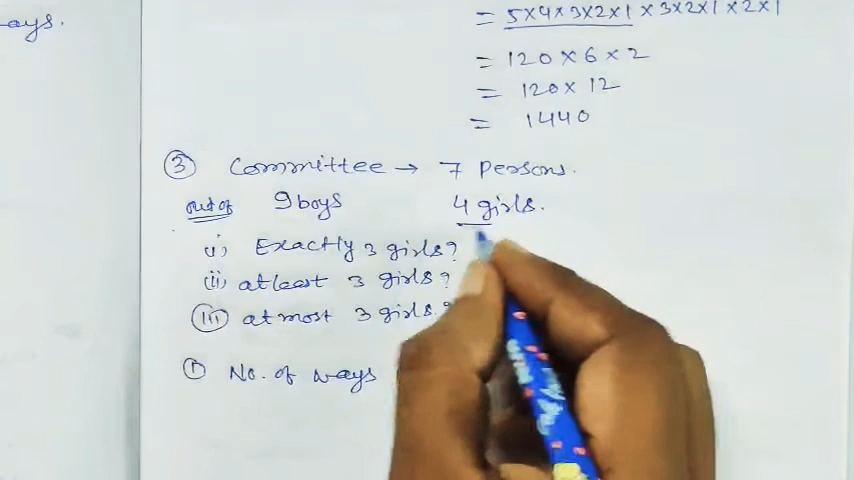 ays.
= 5×4×3×2×1 × 3×2×1 × 2×1
= 120 × 6 × 2
= 120 × 12
= 1440
③ Committee → 7 Persons.
out of 9 boys 4 girls.
(i) Exactly 3 girls?
(ii) atleast 3 girls?
(iii) atmost 3 girls.?
① No. of ways